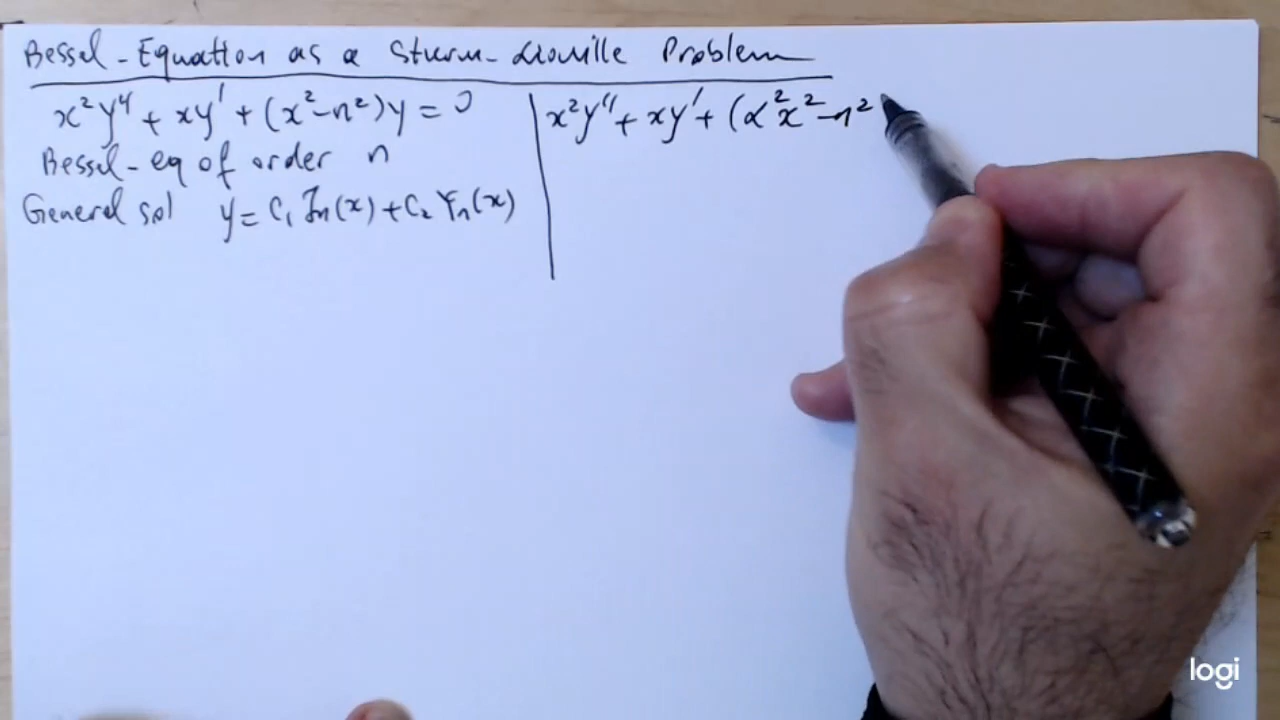 Bessel-Equation as a Sturm-Liouville Problem
x²y'' + xy' + (x²-n²)y = 0
Bessel-eq of order n
General sol y = C₁ Jn(x) + C₂ Yn(x)
x²y'' + xy' + (α²x²-n²
logi